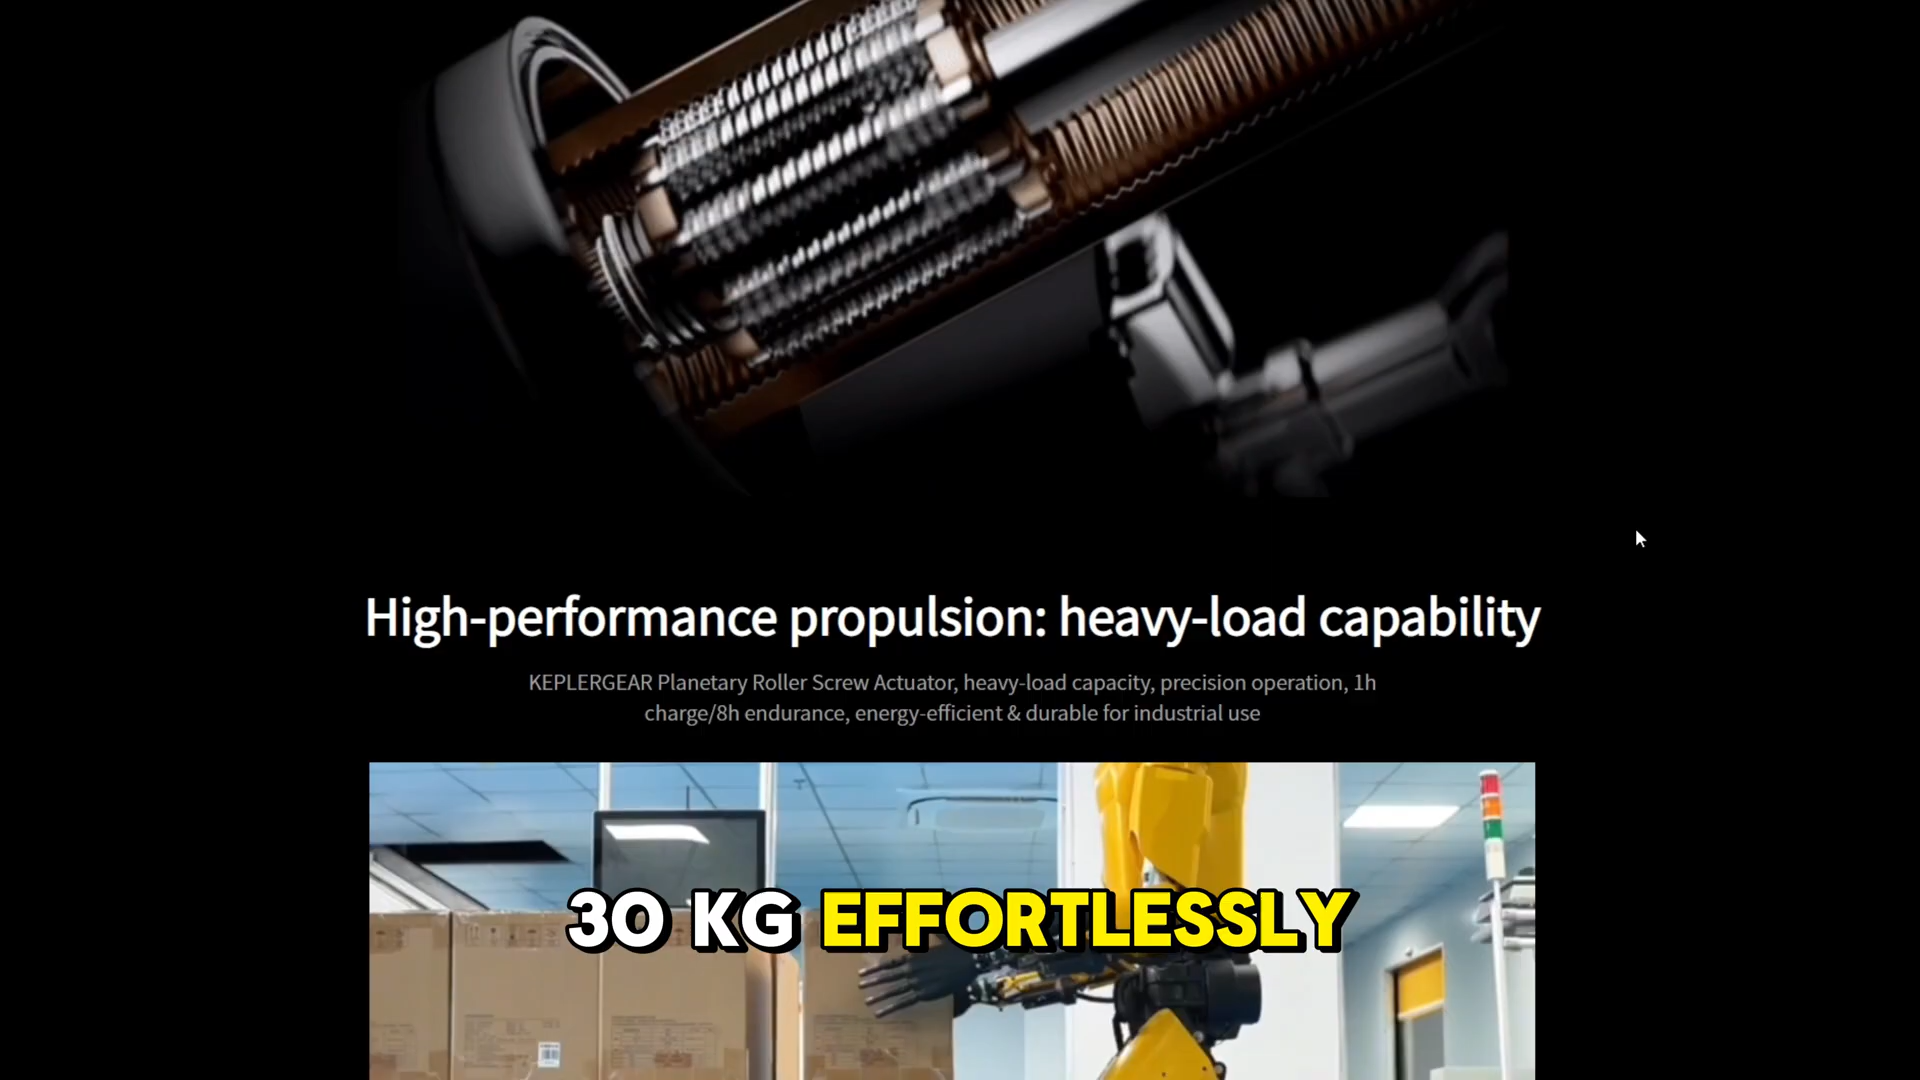 High-performance propulsion: heavy-load capability
KEPLERGEAR Planetary Roller Screw Actuator, heavy-load capacity, precision operation, 1h
charge/8h endurance, energy-efficient & durable for industrial use
30 KG EFFORTLESSLY